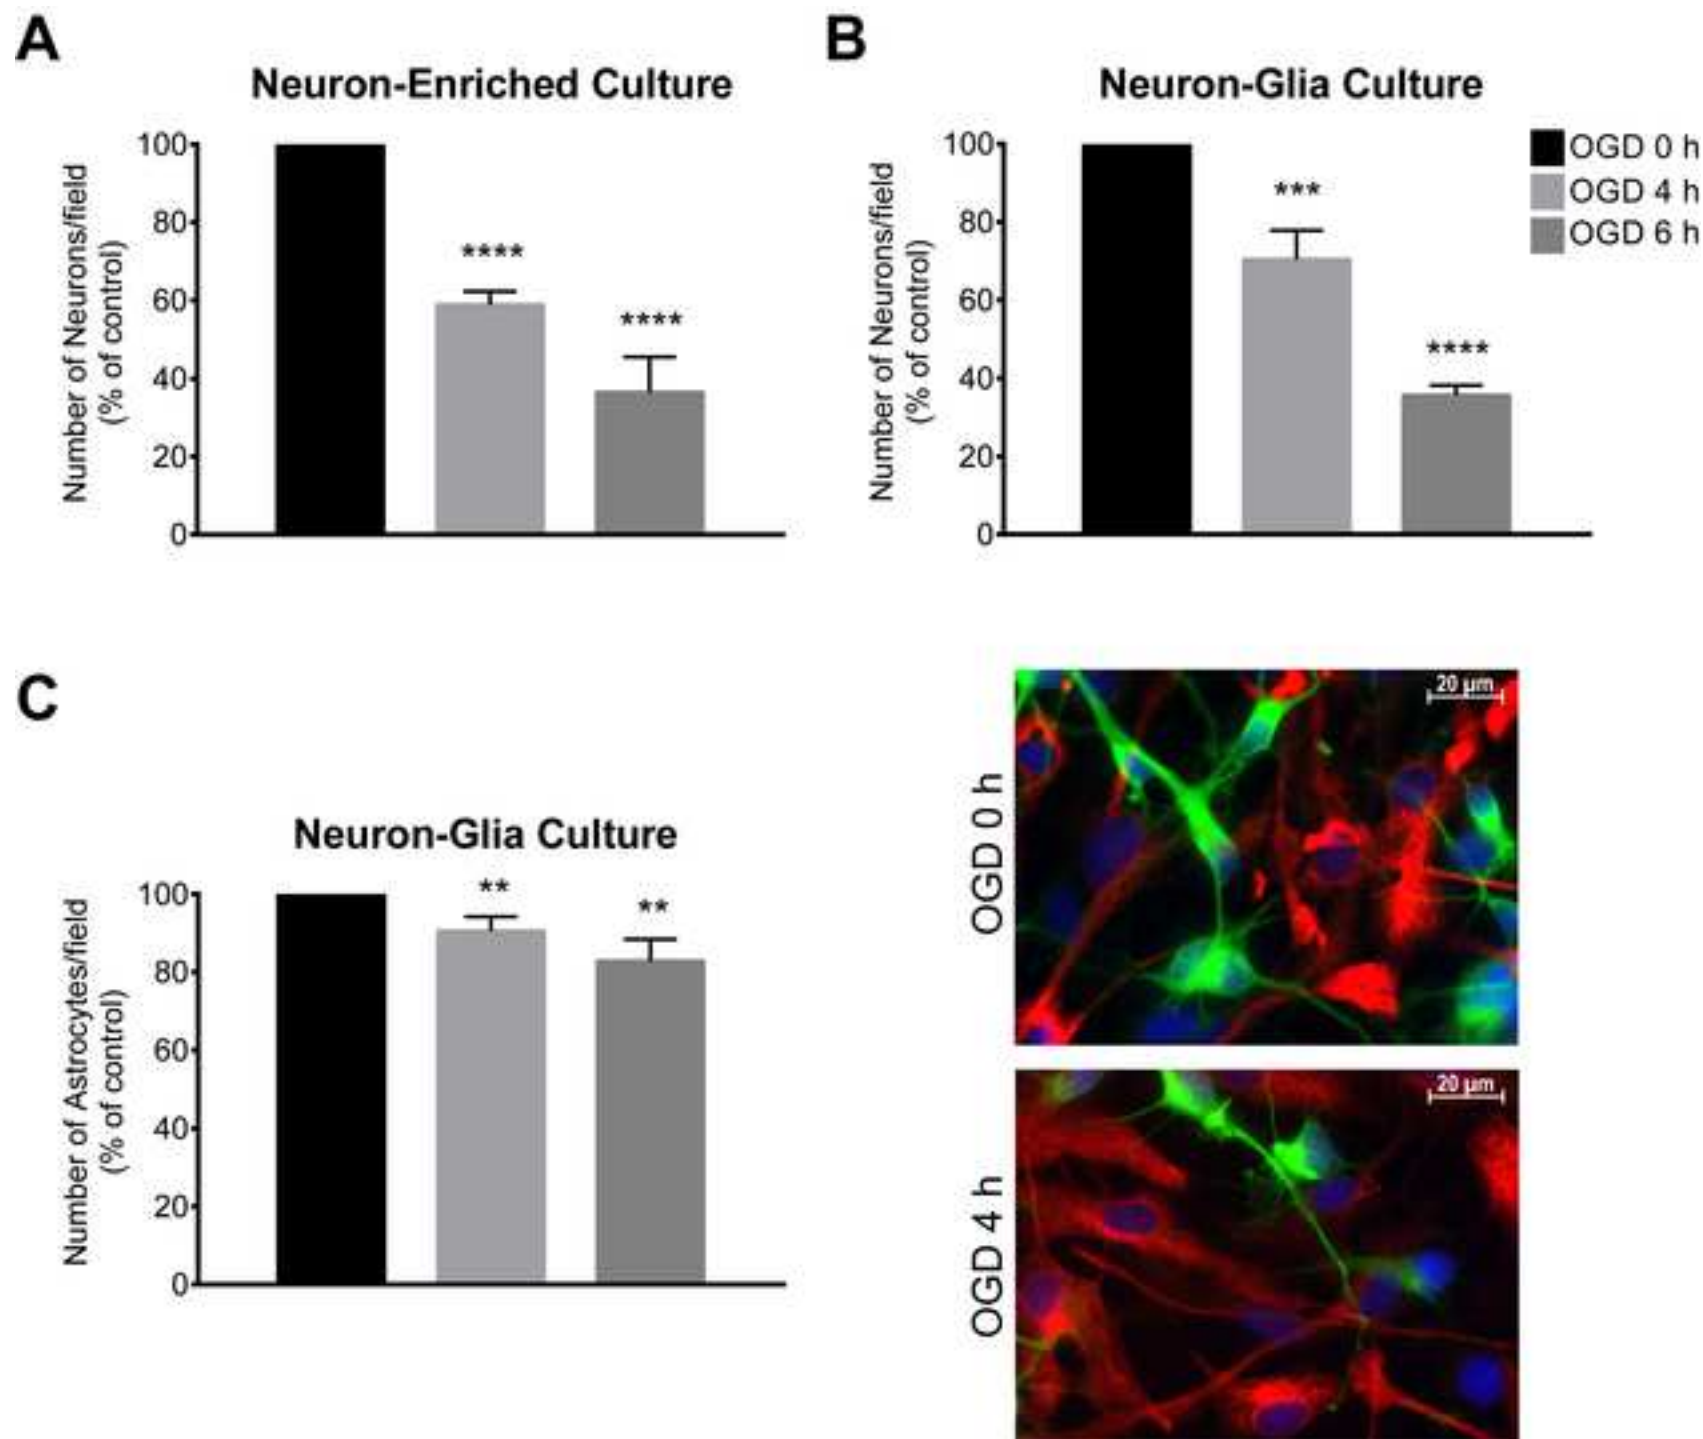 A
Neuron-Enriched Culture
Number of Neurons/field
(% of control)
100
80
60
40
20
0
****
****
B
Neuron-Glia Culture
Number of Neurons/field
(% of control)
100
80
60
40
20
0
***
****
OGD 0 h
OGD 4 h
OGD 6 h
C
Neuron-Glia Culture
Number of Astrocytes/field
(% of control)
100
80
60
40
20
0
**
**
OGD 0 h
20 µm
OGD 4 h
20 µm